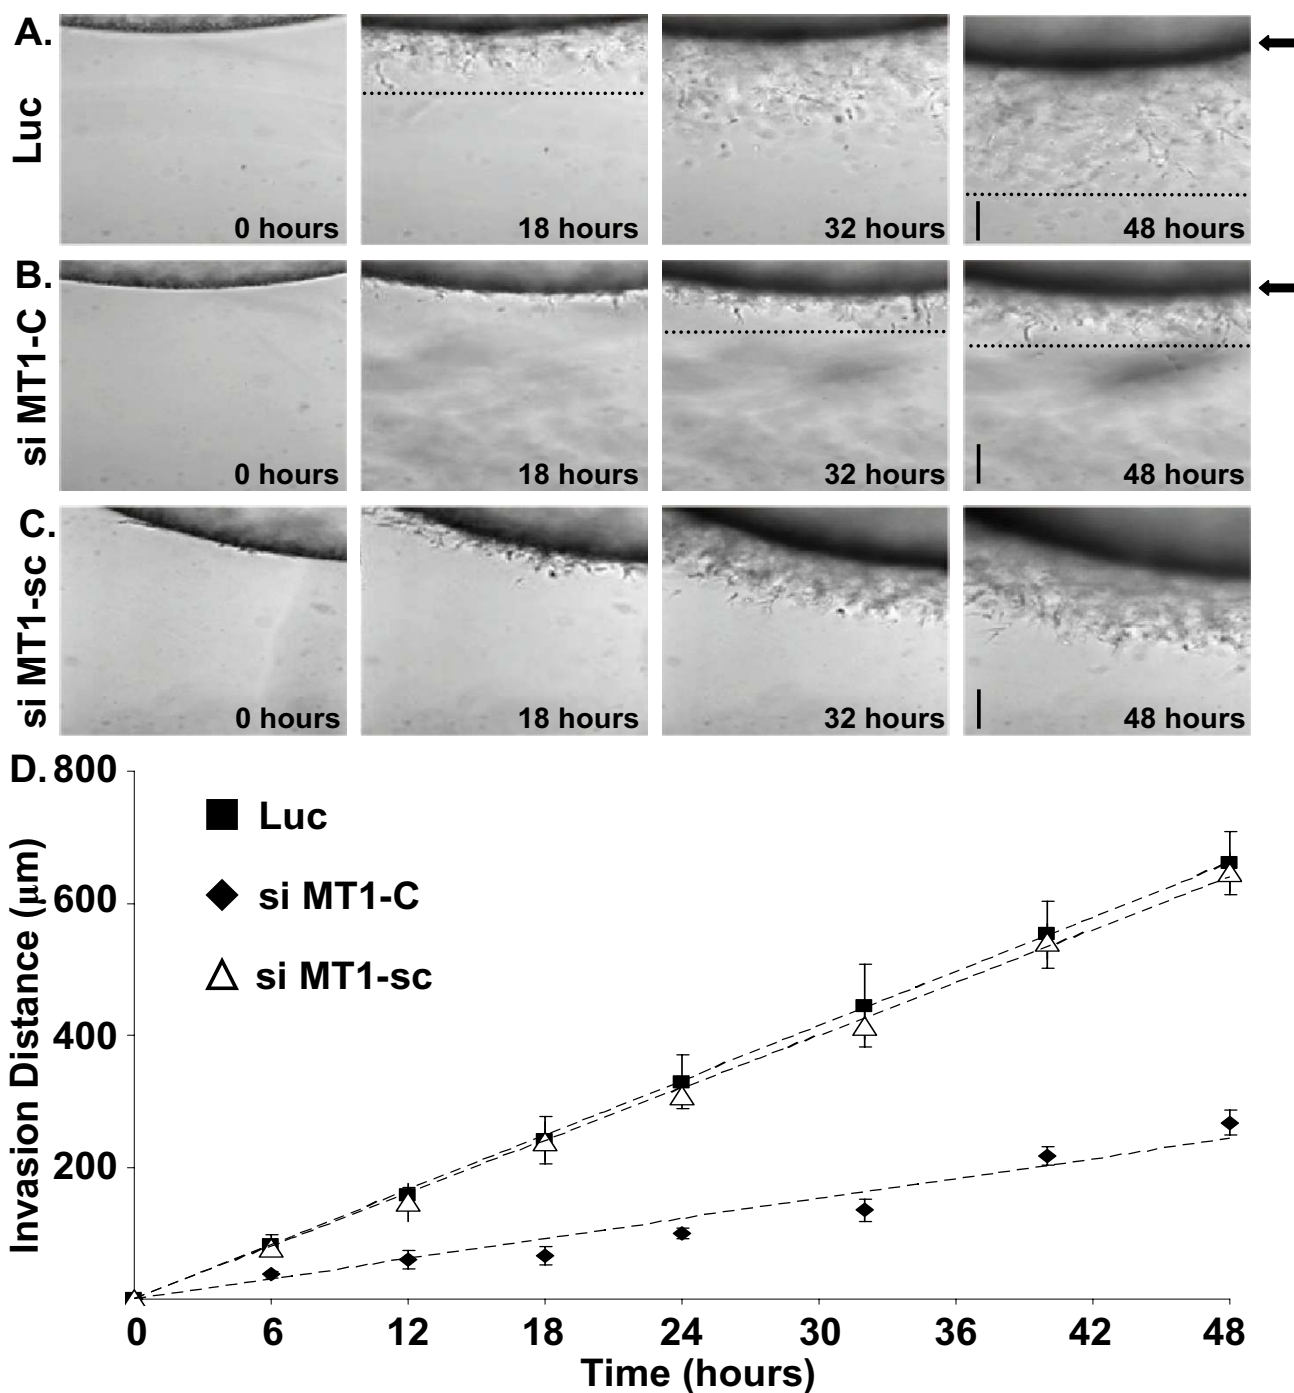 A.
Luc
0 hours
18 hours
32 hours
48 hours
B.
si MT1-C
0 hours
18 hours
32 hours
48 hours
C.
si MT1-sc
0 hours
18 hours
32 hours
48 hours
D.
Invasion Distance (μm)
800
600
400
200
Luc
si MT1-C
si MT1-sc
0 6 12 18 24 30 36 42 48
Time (hours)